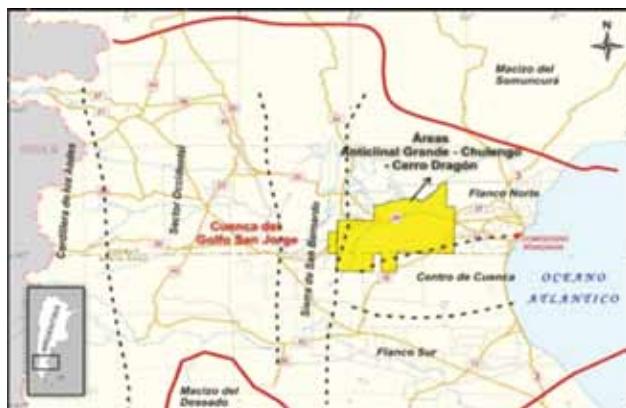 Macizo del
Somuncurá
Áreas
Anticlinal Grande - Chulengo
- Cerro Dragón
Flanco Norte
Cordillera de los Andes
Sector Occidental
Cuenca del
Golfo San Jorge
Sierra de San Bernardo
Centro de Cuenca
OCEANO
ATLANTICO
Flanco Sur
Macizo del
Deseado